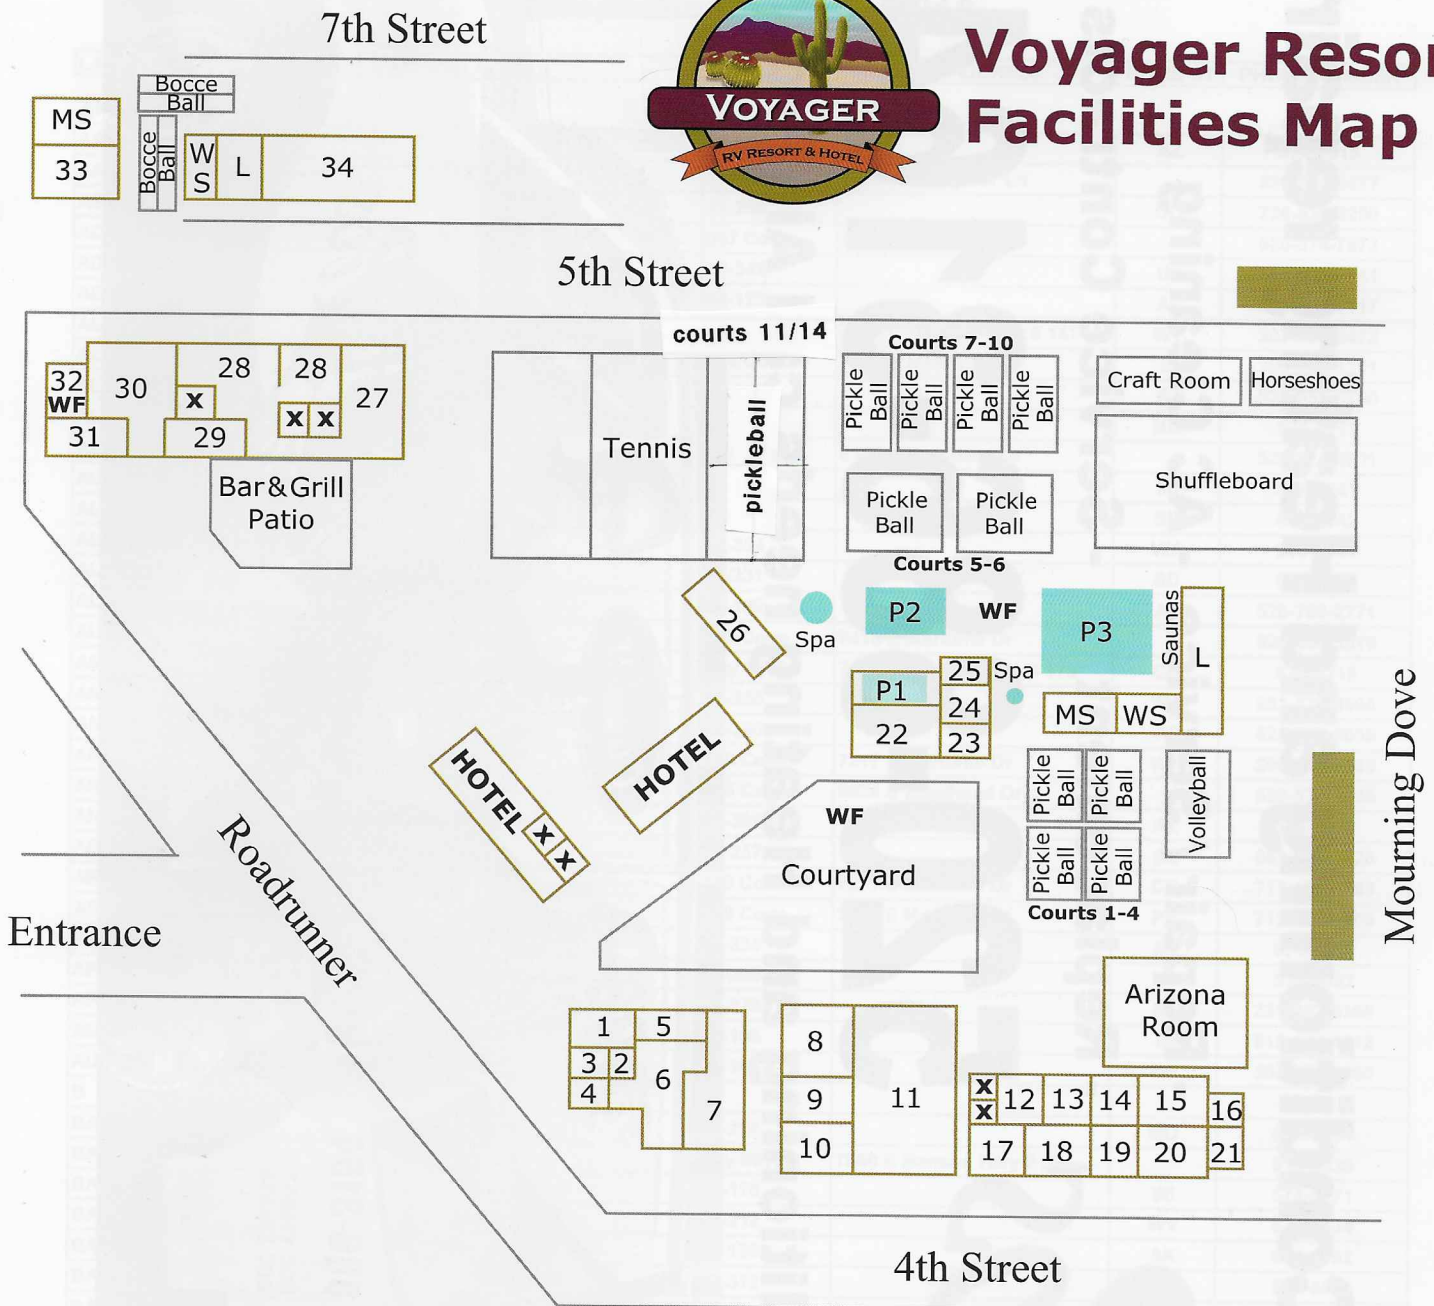 7th Street
VOYAGER
RV RESORT & HOTEL
Voyager Resor
Facilities Map
Bocce
Ball
MS
33
Bocce
Ball
W
S
L
34
5th Street
courts 11/14
Courts 7-10
32
WF
30
28
X
28
X X
27
31
29
Bar&Grill
Patio
Tennis
pickleball
Pickle
Ball
Pickle
Ball
Pickle
Ball
Pickle
Ball
Craft Room
Horseshoes
Pickle
Ball
Pickle
Ball
Shuffleboard
Courts 5-6
26
Spa
P2
WF
P3
Saunas
L
P1
25
Spa
24
22
23
MS
WS
HOTEL
X
X
HOTEL
Pickle
Ball
Pickle
Ball
Volleyball
Mourning Dove
WF
Courtyard
Pickle
Ball
Pickle
Ball
Courts 1-4
Roadrunner
Entrance
Arizona
Room
1
5
3
2
4
6
7
8
9
10
11
X
X
12
13
14
15
16
17
18
19
20
21
4th Street